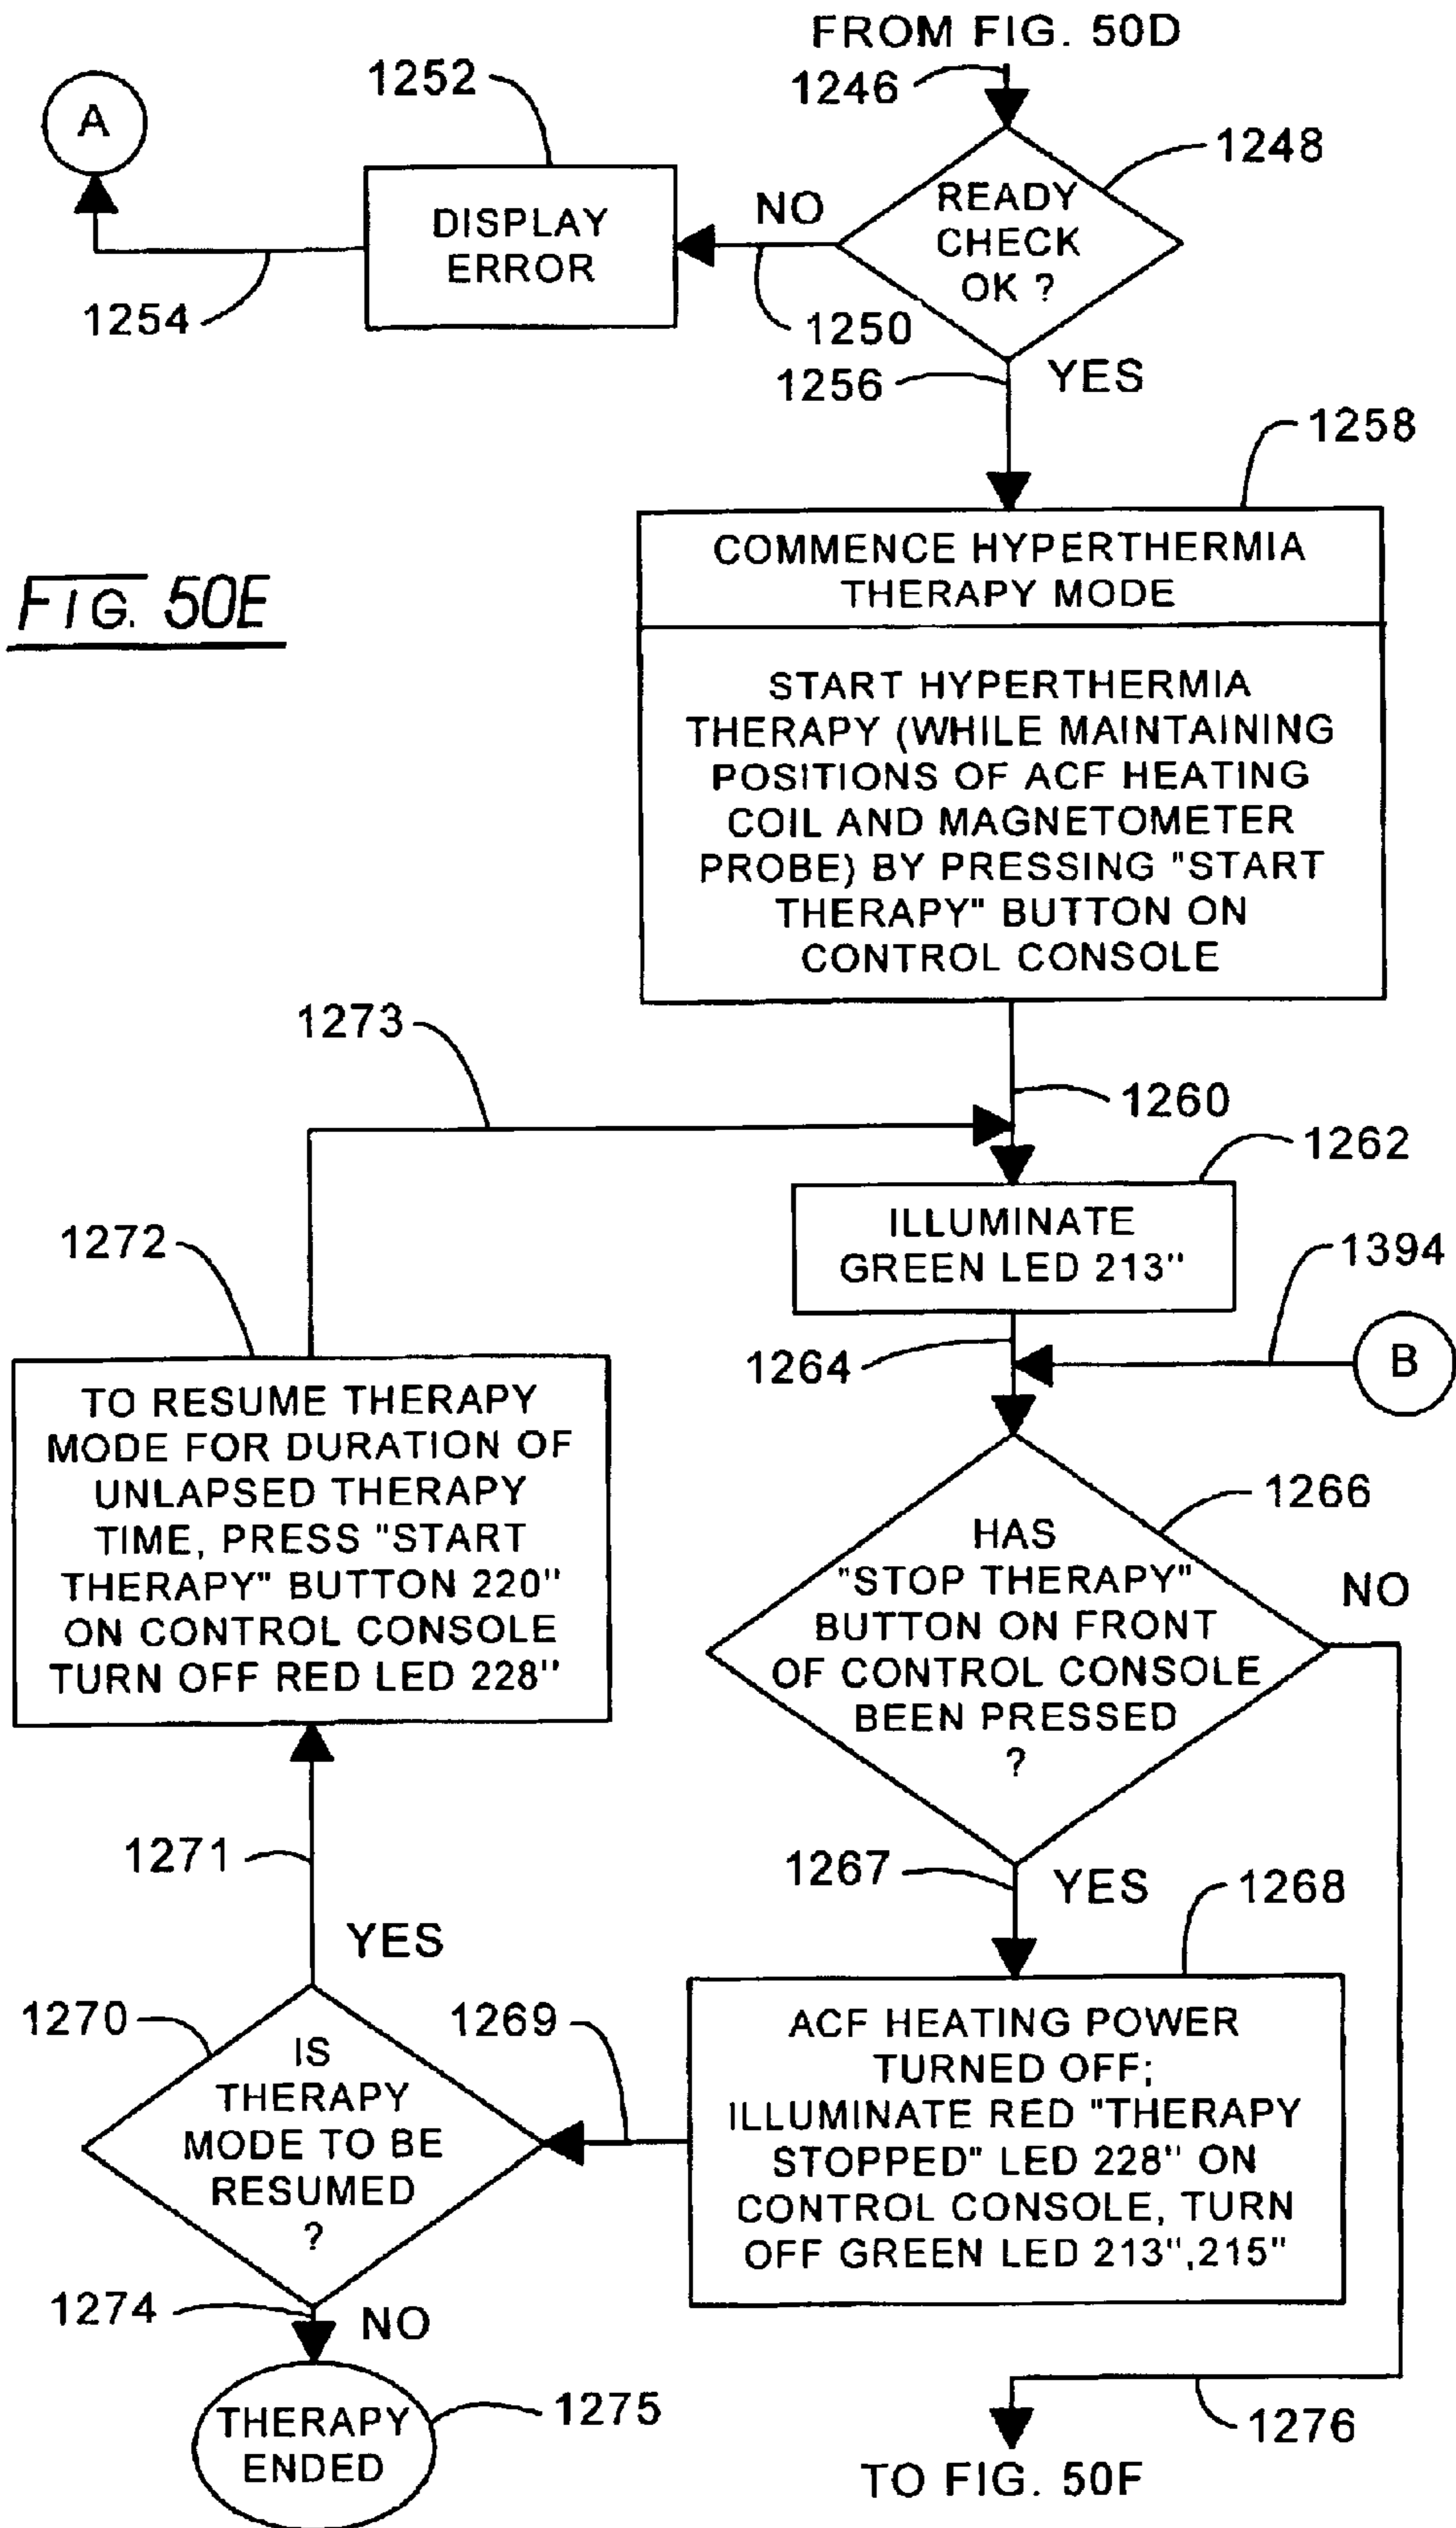 FROM FIG. 50D
1246
A
1252
1248
DISPLAY
ERROR
NO
READY
CHECK
OK ?
1254
1250
1256
YES
1258
FIG. 50E
COMMENCE HYPERTHERMIA
THERAPY MODE
START HYPERTHERMIA
THERAPY (WHILE MAINTAINING
POSITIONS OF ACF HEATING
COIL AND MAGNETOMETER
PROBE) BY PRESSING "START
THERAPY" BUTTON ON
CONTROL CONSOLE
1273
1260
1262
ILLUMINATE
GREEN LED 213"
1272
1394
1264
B
TO RESUME THERAPY
MODE FOR DURATION OF
UNLAPSED THERAPY
TIME, PRESS "START
THERAPY" BUTTON 220"
ON CONTROL CONSOLE
TURN OFF RED LED 228"
1266
HAS
"STOP THERAPY"
BUTTON ON FRONT
OF CONTROL CONSOLE
BEEN PRESSED
?
NO
1271
1267
YES
1268
YES
1270
1269
IS
THERAPY
MODE TO BE
RESUMED
?
ACF HEATING POWER
TURNED OFF;
ILLUMINATE RED "THERAPY
STOPPED" LED 228" ON
CONTROL CONSOLE, TURN
OFF GREEN LED 213",215"
1274
NO
THERAPY
ENDED
1275
1276
TO FIG. 50F